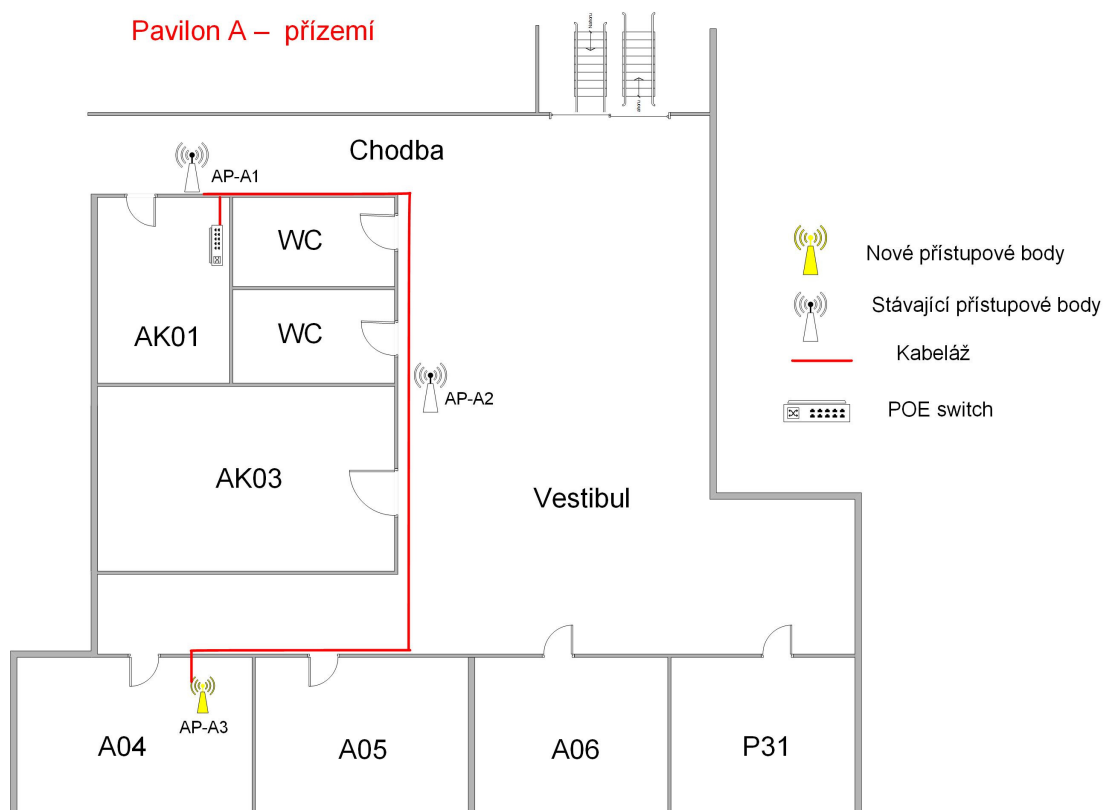 Pavilon A – přízemí
Chodba
AP-A1
WC
Nové přístupové body
Stávající přístupové body
AK01
WC
Kabeláž
AP-A2
POE switch
AK03
Vestibul
AP-A3
A04
A05
A06
P31